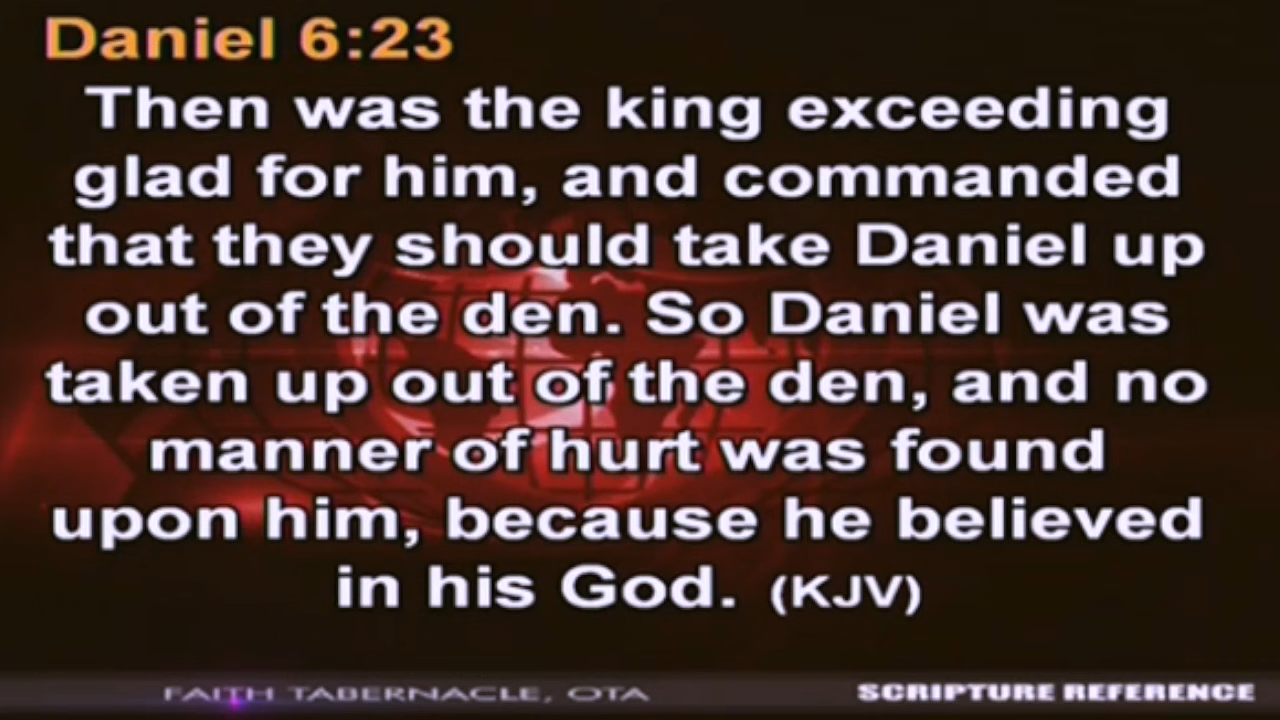 Daniel 6:23
Then was the king exceeding
glad for him, and commanded
that they should take Daniel up
out of the den. So Daniel was
taken up out of the den, and no
manner of hurt was found
upon him, because he believed
in his God. (KJV)
FAITH TABERNACLE, OTA
SCRIPTURE REFERENCE